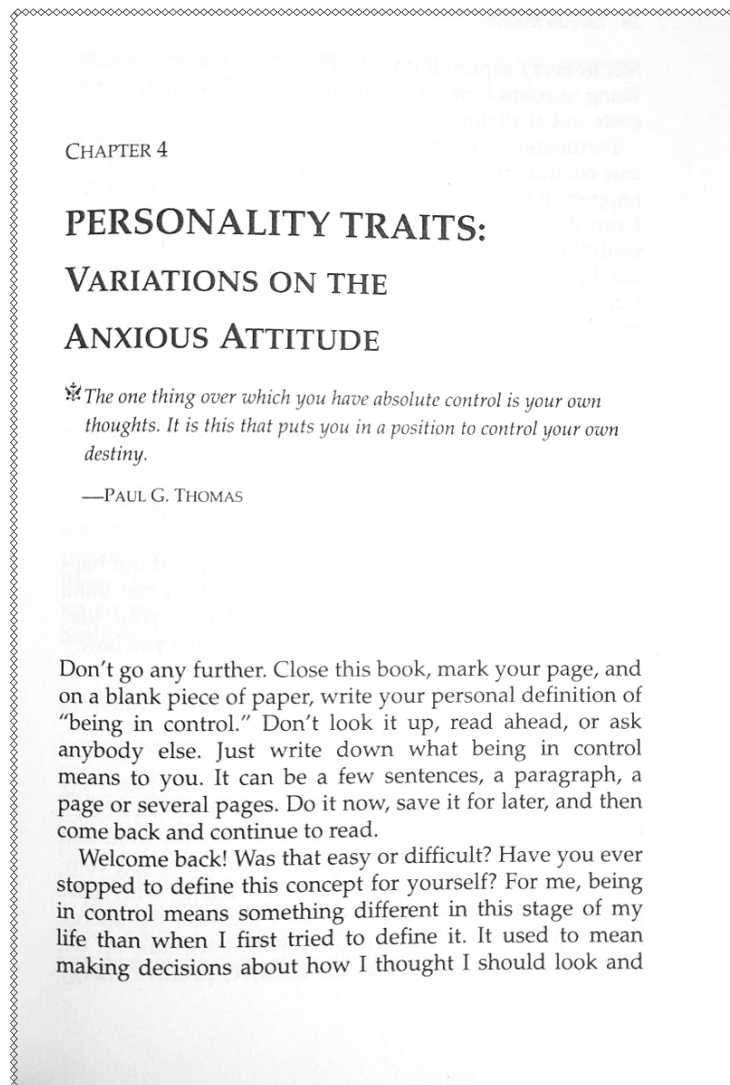 CHAPTER 4
PERSONALITY TRAITS:
VARIATIONS ON THE
ANXIOUS ATTITUDE
The one thing over which you have absolute control is your own
thoughts. It is this that puts you in a position to control your own
destiny.
—PAUL G. THOMAS
Don't go any further. Close this book, mark your page, and
on a blank piece of paper, write your personal definition of
"being in control." Don't look it up, read ahead, or ask
anybody else. Just write down what being in control
means to you. It can be a few sentences, a paragraph, a
page or several pages. Do it now, save it for later, and then
come back and continue to read.
Welcome back! Was that easy or difficult? Have you ever
stopped to define this concept for yourself? For me, being
in control means something different in this stage of my
life than when I first tried to define it. It used to mean
making decisions about how I thought I should look and